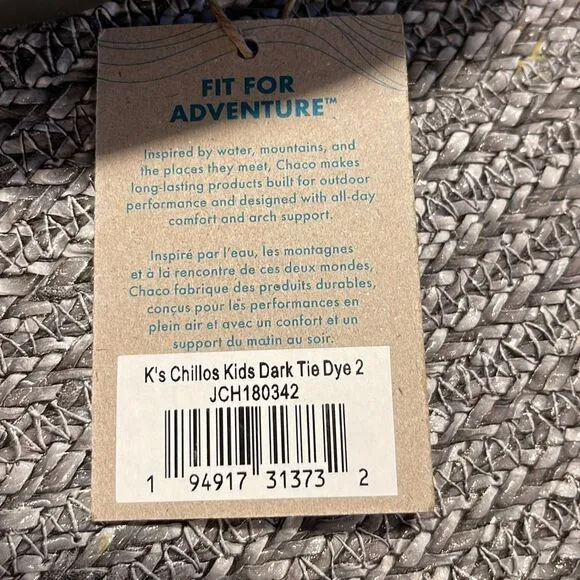 FIT FOR
ADVENTURE™
Inspired by water, mountains, and
the places they meet, Chaco makes
long-lasting products built for outdoor
performance and designed with all-day
comfort and arch support.
Inspiré par l'eau, les montagnes
et à la rencontre de ces deux mondes,
Chaco fabrique des produits durables,
conçus pour les performances en
plein air et avec un confort et un
support du matin au soir.
K's Chillos Kids Dark Tie Dye 2
JCH180342
1 94917 31373 2